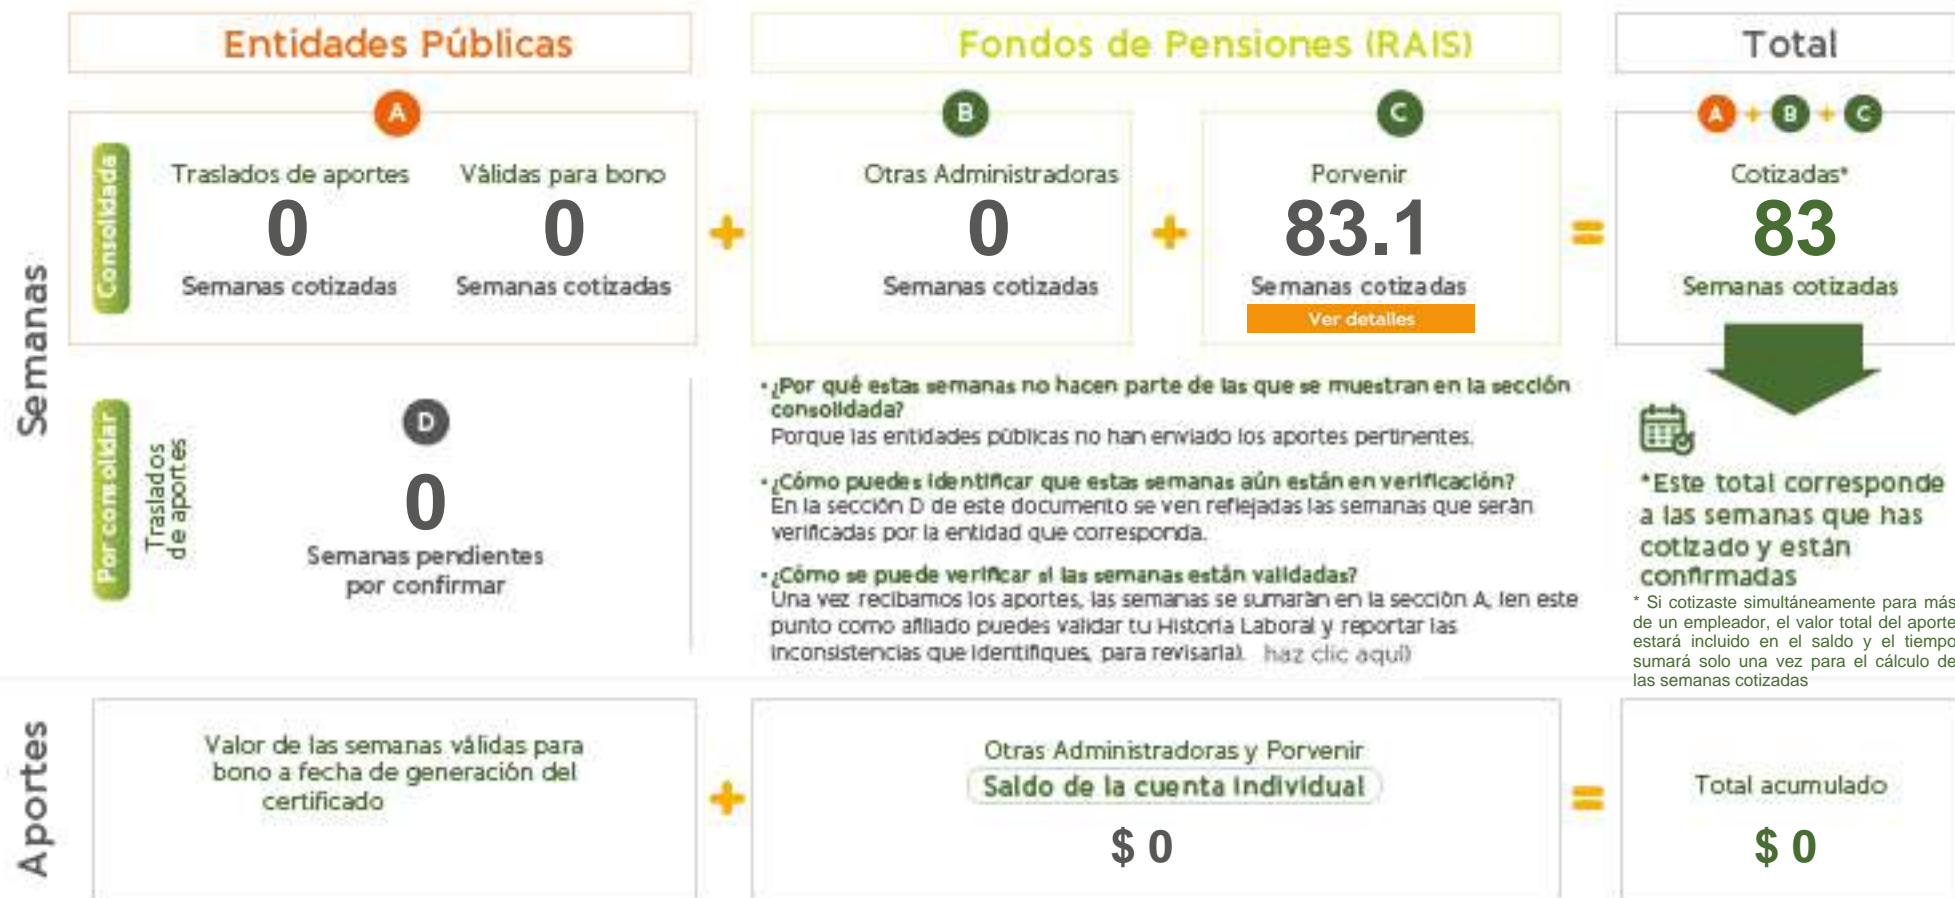 Entidades Públicas
Fondos de Pensiones (RAIS)
Total
A
B
C
A + B + C
Semanas
Consolidada
Traslados de aportes
0
Semanas cotizadas
Válidas para bono
0
Semanas cotizadas
+
Otras Administradoras
0
Semanas cotizadas
+
Porvenir
83.1
Semanas cotizadas
Ver detalles
=
Cotizadas*
83
Semanas cotizadas
Por consolidar
Traslados
de aportes
D
0
Semanas pendientes
por confirmar
• ¿Por qué estas semanas no hacen parte de las que se muestran en la sección
consolidada?
Porque las entidades públicas no han enviado los aportes pertinentes.
• ¿Cómo puedes identificar que estas semanas aún están en verificación?
En la sección D de este documento se ven reflejadas las semanas que serán
verificadas por la entidad que corresponda.
• ¿Cómo se puede verificar si las semanas están validadas?
Una vez recibamos los aportes, las semanas se sumarán en la sección A, (en este
punto como afiliado puedes validar tu Historia Laboral y reportar las
inconsistencias que identifiques, para revisarla). haz clic aquí)
*Este total corresponde
a las semanas que has
cotizado y están
confirmadas
* Si cotizaste simultáneamente para más
de un empleador, el valor total del aporte
estará incluido en el saldo y el tiempo
sumará solo una vez para el cálculo de
las semanas cotizadas
Aportes
Valor de las semanas válidas para
bono a fecha de generación del
certificado
+
Otras Administradoras y Porvenir
Saldo de la cuenta individual
$ 0
=
Total acumulado
$ 0